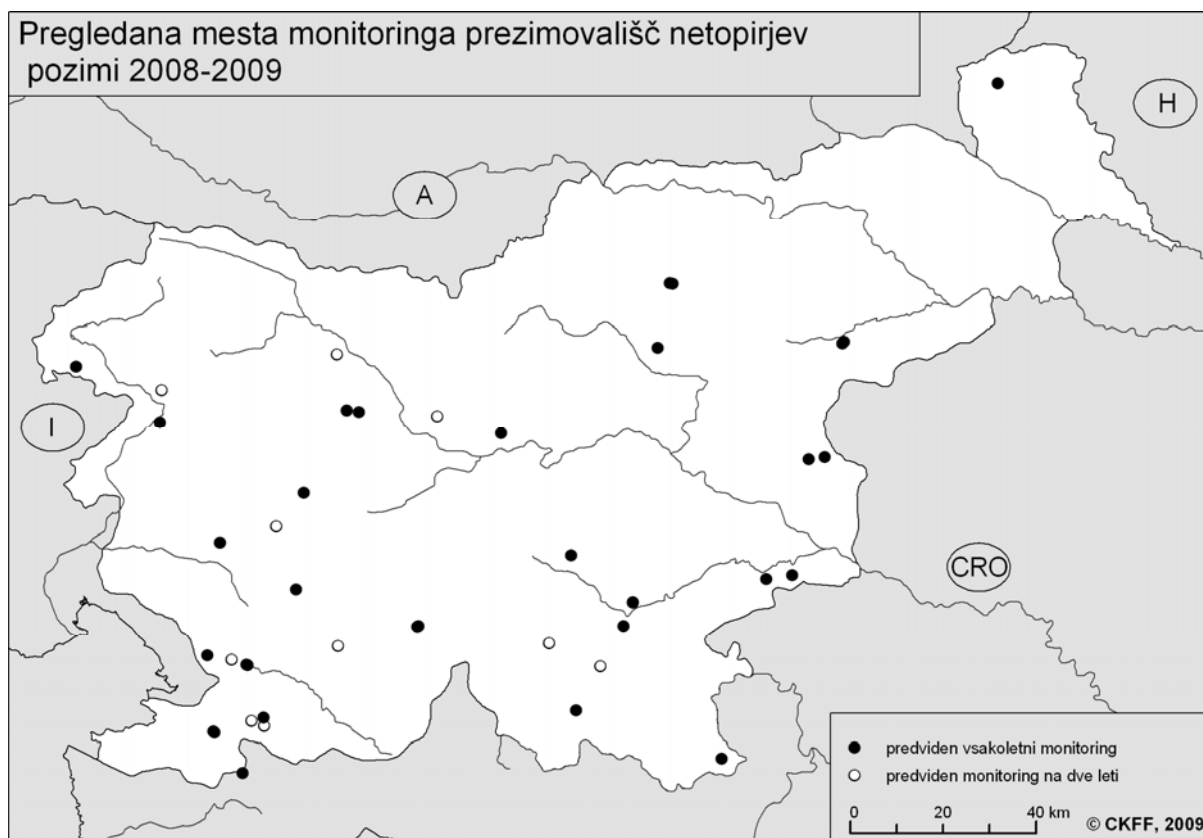 Pregledana mesta monitoringa prezimovališč netopirjev
pozimi 2008-2009
H
A
I
CRO
predviden vsakoletni monitoring
predviden monitoring na dve leti
0 20 40 km
© CKFF, 2009